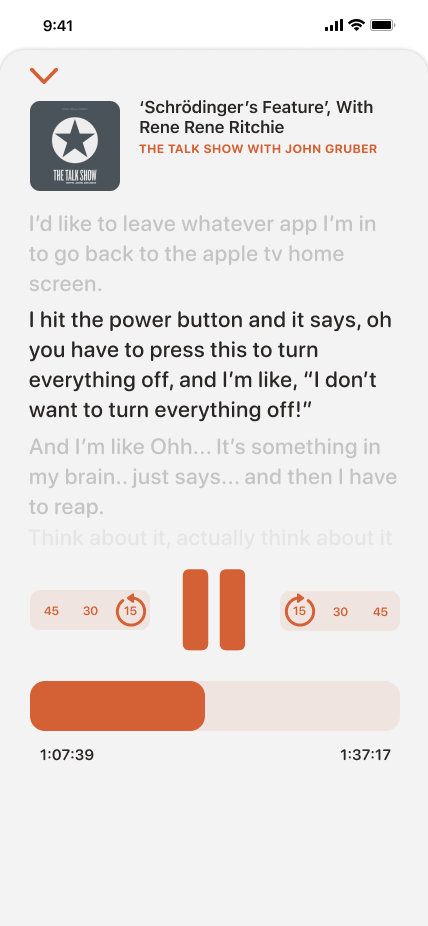 9:41
‘Schrödinger’s Feature’, With
Rene Rene Ritchie
THE TALK SHOW WITH JOHN GRUBER
THE TALK SHOW
I’d like to leave whatever app I’m in
to go back to the apple tv home
screen.
I hit the power button and it says, oh
you have to press this to turn
everything off, and I’m like, “I don’t
want to turn everything off!”
And I’m like Ohh... It’s something in
my brain.. just says... and then I have
to reap.
Think about it, actually think about it
45 30 15 15 30 45
1:07:39 1:37:17